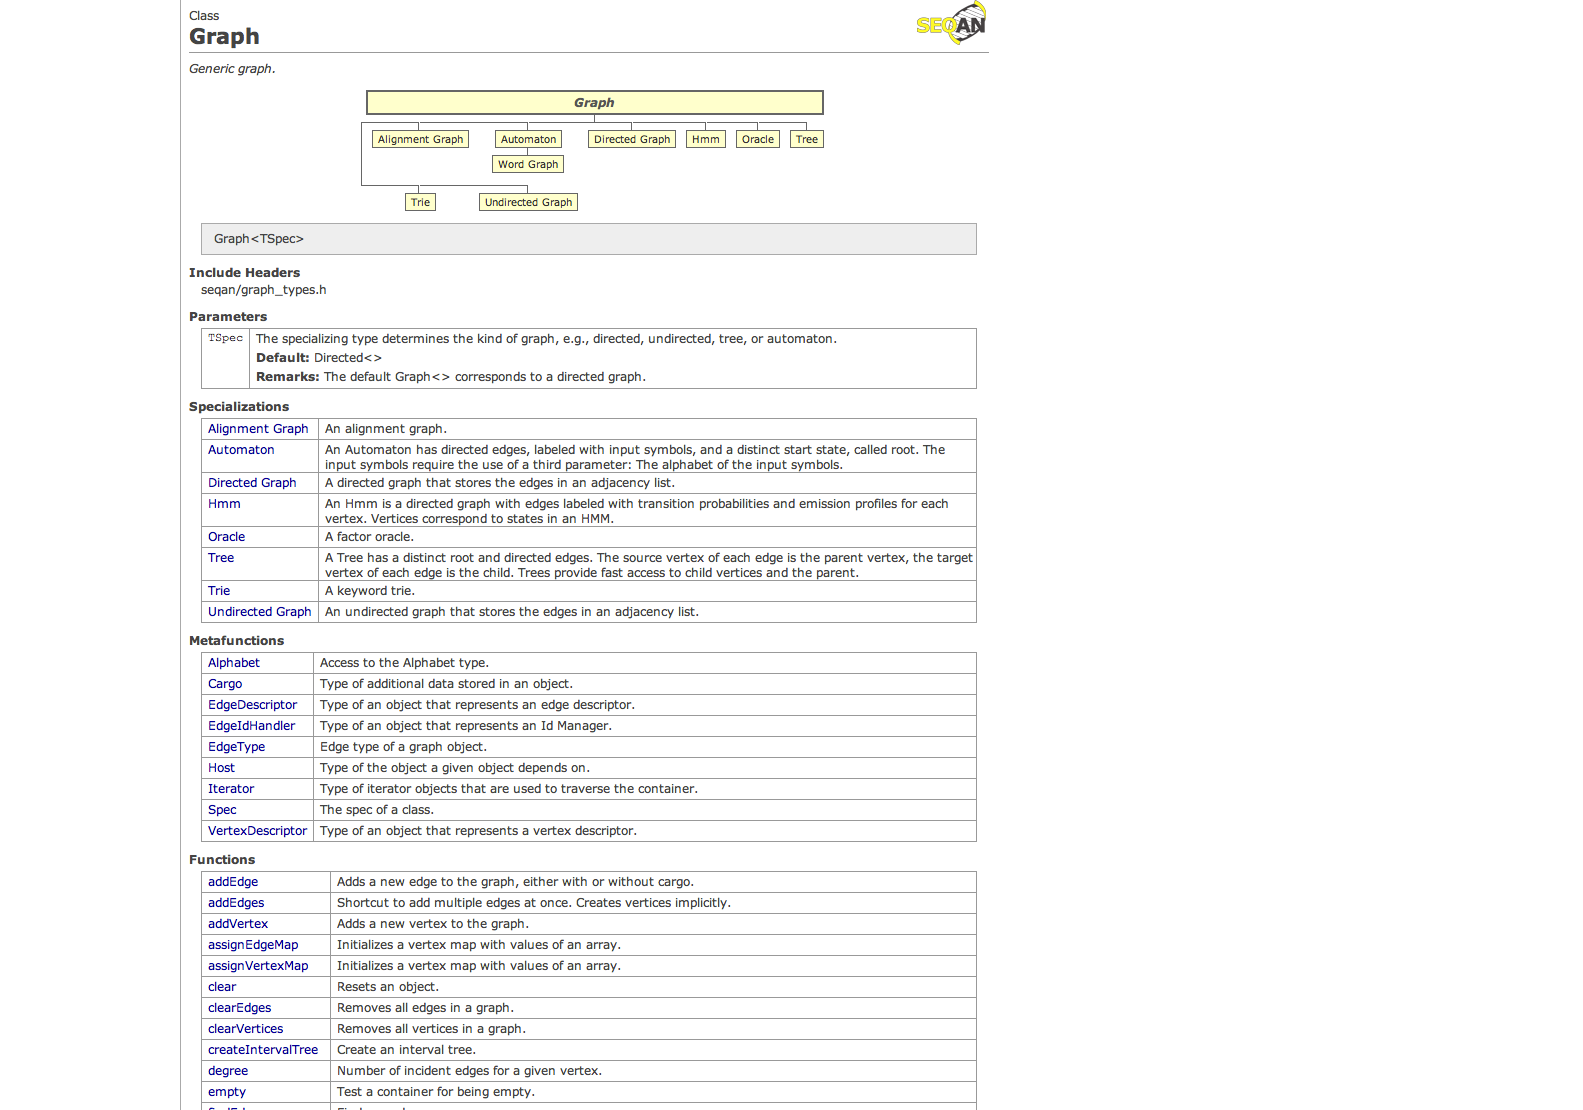 Class
Graph
SEQAN
Generic graph.
Graph
Alignment Graph Automaton Directed Graph Hmm Oracle Tree
Word Graph
Trie Undirected Graph
Graph<TSpec>
Include Headers
seqan/graph_types.h
Parameters
TSpec The specializing type determines the kind of graph, e.g., directed, undirected, tree, or automaton.
Default: Directed<>
Remarks: The default Graph<> corresponds to a directed graph.
Specializations
Alignment Graph An alignment graph.
Automaton An Automaton has directed edges, labeled with input symbols, and a distinct start state, called root. The
input symbols require the use of a third parameter: The alphabet of the input symbols.
Directed Graph A directed graph that stores the edges in an adjacency list.
Hmm An Hmm is a directed graph with edges labeled with transition probabilities and emission profiles for each
vertex. Vertices correspond to states in an HMM.
Oracle A factor oracle.
Tree A Tree has a distinct root and directed edges. The source vertex of each edge is the parent vertex, the target
vertex of each edge is the child. Trees provide fast access to child vertices and the parent.
Trie A keyword trie.
Undirected Graph An undirected graph that stores the edges in an adjacency list.
Metafunctions
Alphabet Access to the Alphabet type.
Cargo Type of additional data stored in an object.
EdgeDescriptor Type of an object that represents an edge descriptor.
EdgeIdHandler Type of an object that represents an Id Manager.
EdgeType Edge type of a graph object.
Host Type of the object a given object depends on.
Iterator Type of iterator objects that are used to traverse the container.
Spec The spec of a class.
VertexDescriptor Type of an object that represents a vertex descriptor.
Functions
addEdge Adds a new edge to the graph, either with or without cargo.
addEdges Shortcut to add multiple edges at once. Creates vertices implicitly.
addVertex Adds a new vertex to the graph.
assignEdgeMap Initializes a vertex map with values of an array.
assignVertexMap Initializes a vertex map with values of an array.
clear Resets an object.
clearEdges Removes all edges in a graph.
clearVertices Removes all vertices in a graph.
createIntervalTree Create an interval tree.
degree Number of incident edges for a given vertex.
empty Test a container for being empty.